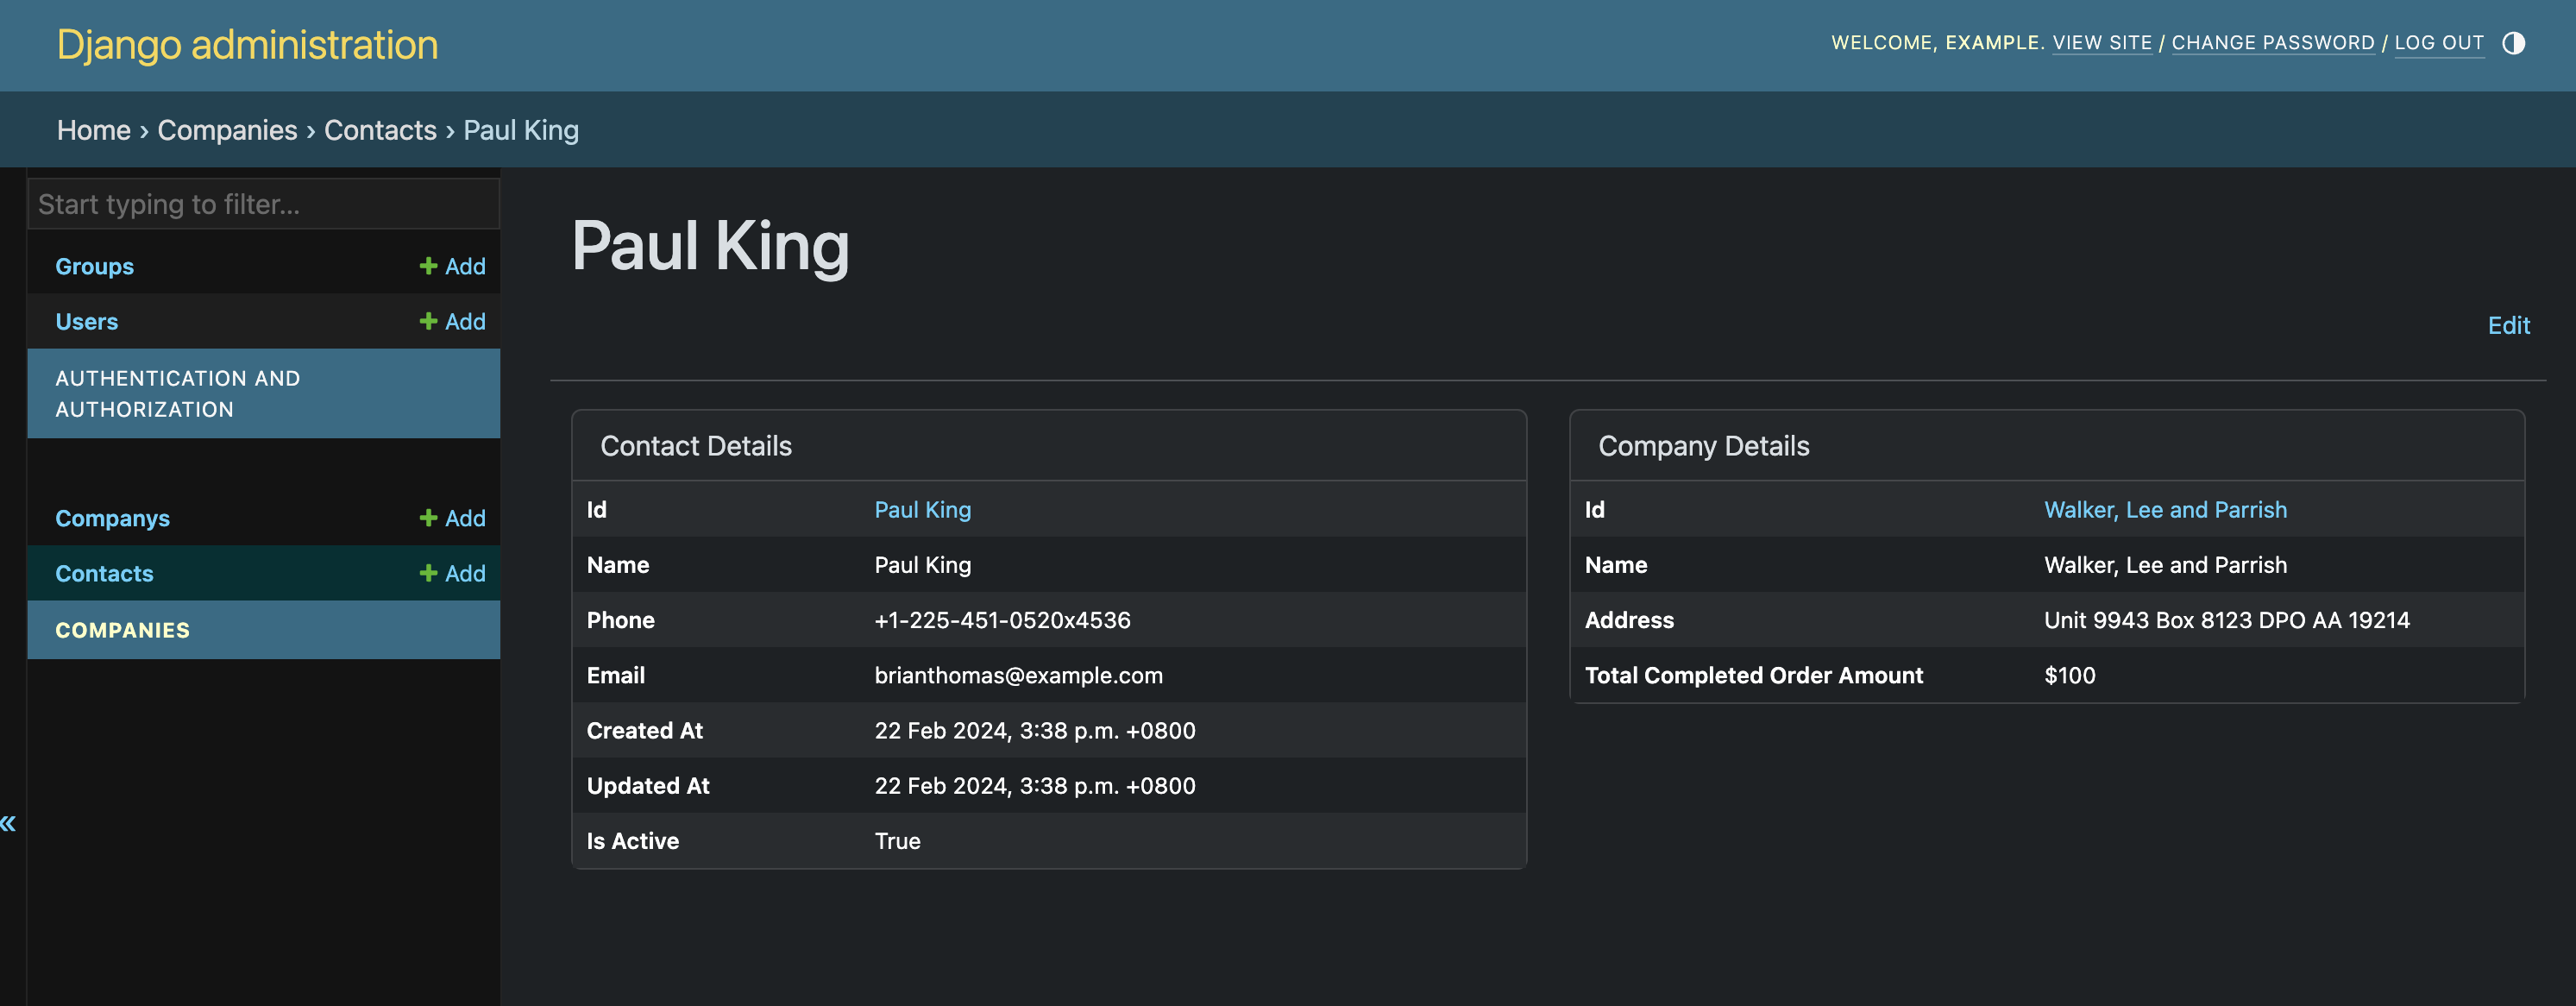 Django administration
WELCOME, EXAMPLE. VIEW SITE / CHANGE PASSWORD / LOG OUT
Home › Companies › Contacts › Paul King
Start typing to filter...
Groups + Add
Users + Add
AUTHENTICATION AND
AUTHORIZATION
Companys + Add
Contacts + Add
COMPANIES
«
Paul King
Edit
Contact Details
Id Paul King
Name Paul King
Phone +1-225-451-0520x4536
Email brianthomas@example.com
Created At 22 Feb 2024, 3:38 p.m. +0800
Updated At 22 Feb 2024, 3:38 p.m. +0800
Is Active True
Company Details
Id Walker, Lee and Parrish
Name Walker, Lee and Parrish
Address Unit 9943 Box 8123 DPO AA 19214
Total Completed Order Amount $100